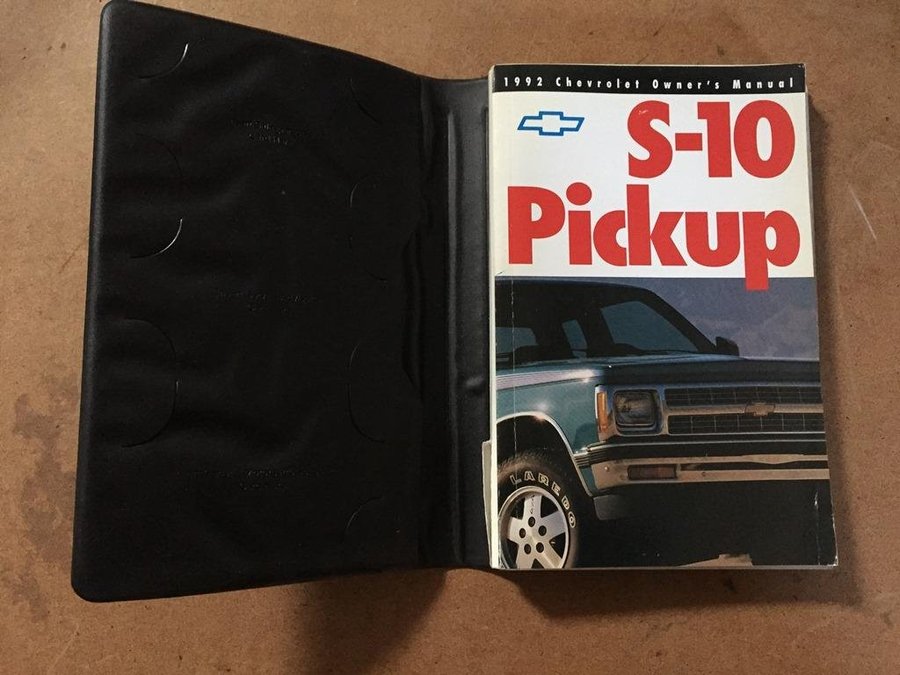 1992 Chevrolet Owner's Manual
S-10
Pickup
LAREDO